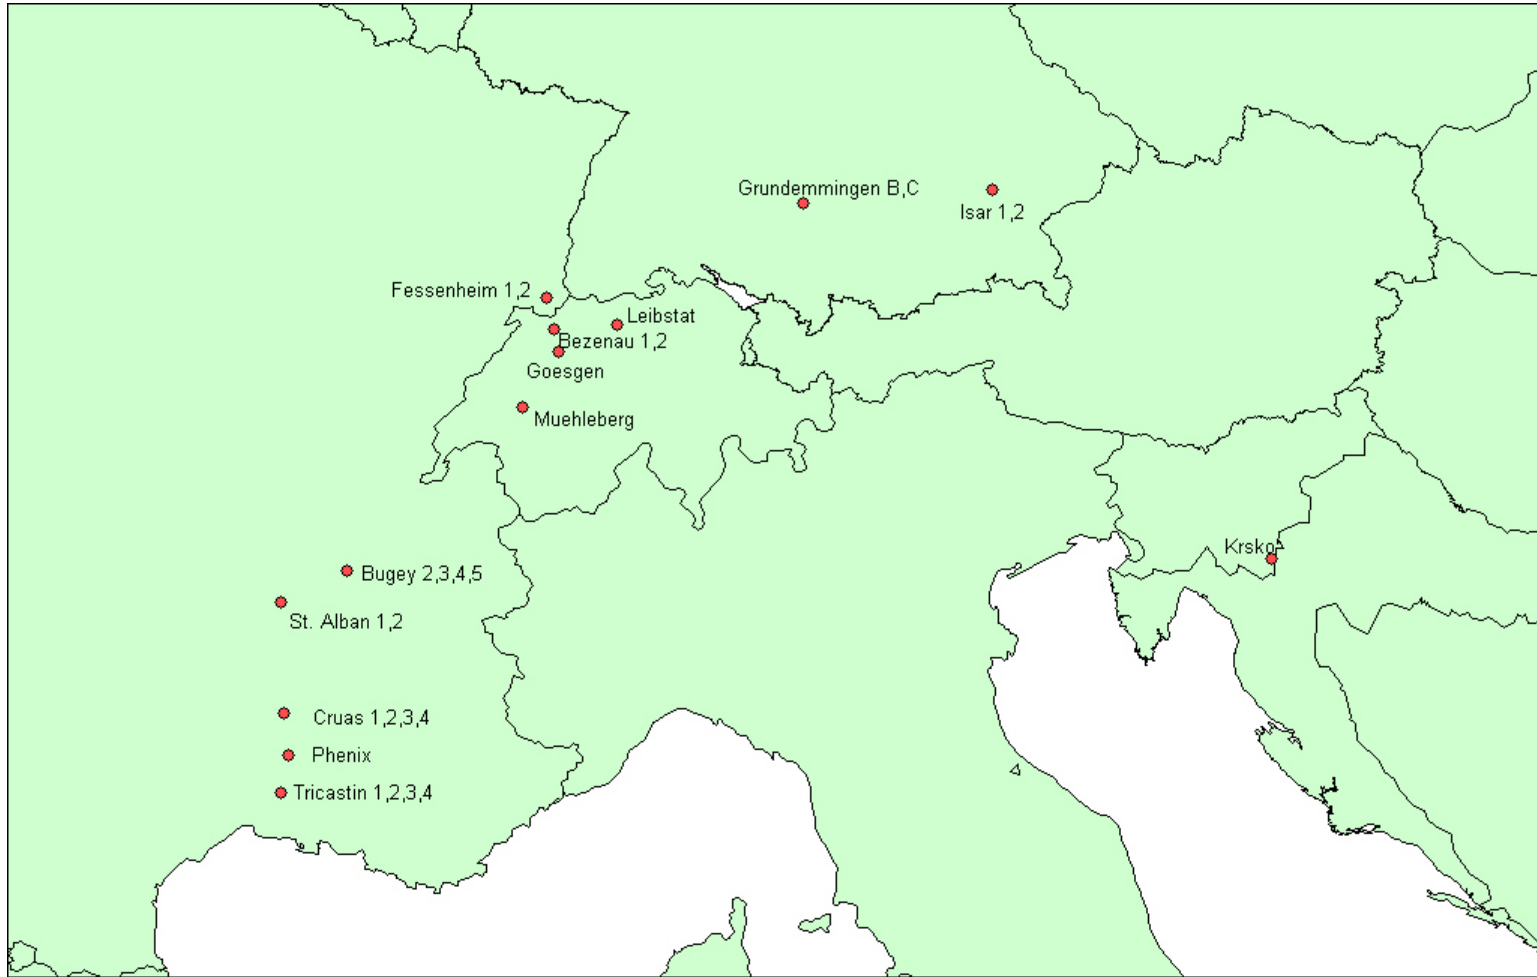 Grundemmingen B,C
Isar 1,2
Fessenheim 1,2
Leibstat
Bezenau 1,2
Goesgen
Muehleberg
Krsko
Bugey 2,3,4,5
St. Alban 1,2
Cruas 1,2,3,4
Phenix
Tricastin 1,2,3,4